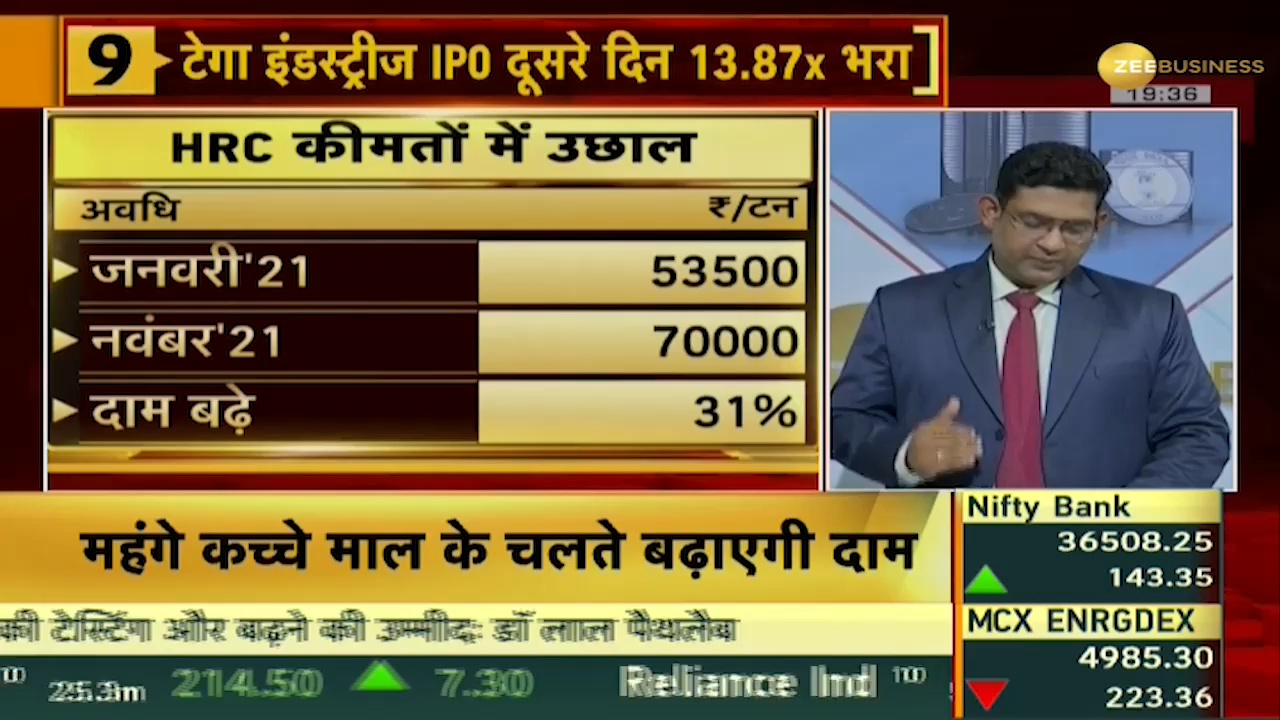 9 टेगा इंडस्ट्रीज IPO दूसरे दिन 13.87x भरा
ZEEBUSINESS
19:36
HRC कीमतों में उछाल
अवधि ₹/टन
जनवरी'21 53500
नवंबर'21 70000
दाम बढ़े 31%
महंगे कच्चे माल के चलते बढ़ाएगी दाम
Nifty Bank
36508.25
143.35
MCX ENRGDEX
4985.30
223.36
की टेस्टिंग और बढ़ने की उम्मीद: डॉ लाल पैथलैब
214.50 7.30 Reliance Ind